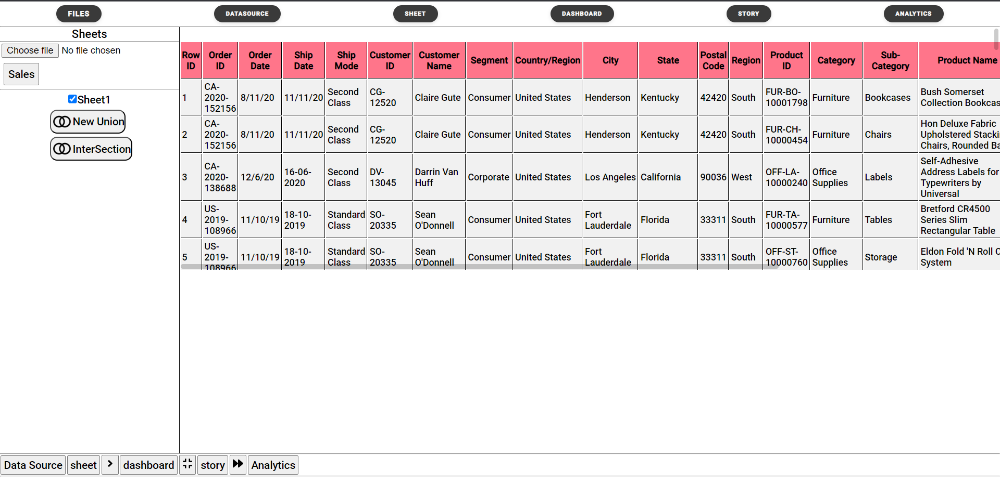 FILES DATASOURCE SHEET DASHBOARD STORY ANALYTICS
Sheets
Choose file No file chosen
Sales
Sheet1
New Union
InterSection
Row ID Order ID Order Date Ship Date Ship Mode Customer ID Customer Name Segment Country/Region City State Postal Code Region Product ID Category Sub-Category Product Name
1 CA-2020-152156 8/11/20 11/11/20 Second Class CG-12520 Claire Gute Consumer United States Henderson Kentucky 42420 South FUR-BO-10001798 Furniture Bookcases Bush Somerset Collection Bookcas
2 CA-2020-152156 8/11/20 11/11/20 Second Class CG-12520 Claire Gute Consumer United States Henderson Kentucky 42420 South FUR-CH-10000454 Furniture Chairs Hon Deluxe Fabric Upholstered Stacki Chairs, Rounded Ba
3 CA-2020-138688 12/6/20 16-06-2020 Second Class DV-13045 Darrin Van Huff Corporate United States Los Angeles California 90036 West OFF-LA-10000240 Office Supplies Labels Self-Adhesive Address Labels for Typewriters by Universal
4 US-2019-108966 11/10/19 18-10-2019 Standard Class SO-20335 Sean O'Donnell Consumer United States Fort Lauderdale Florida 33311 South FUR-TA-10000577 Furniture Tables Bretford CR4500 Series Slim Rectangular Table
5 US-2019-108966 11/10/19 18-10-2019 Standard Class SO-20335 Sean O'Donnell Consumer United States Fort Lauderdale Florida 33311 South OFF-ST-10000760 Office Supplies Storage Eldon Fold 'N Roll C System
Data Source sheet dashboard story Analytics